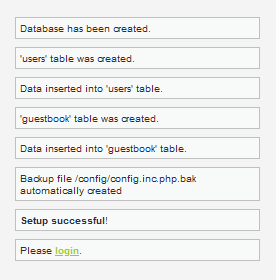 Database has been created.
'users' table was created.
Data inserted into 'users' table.
'guestbook' table was created.
Data inserted into 'guestbook' table.
Backup file /config/config.inc.php.bak
automatically created
Setup successful!
Please login.